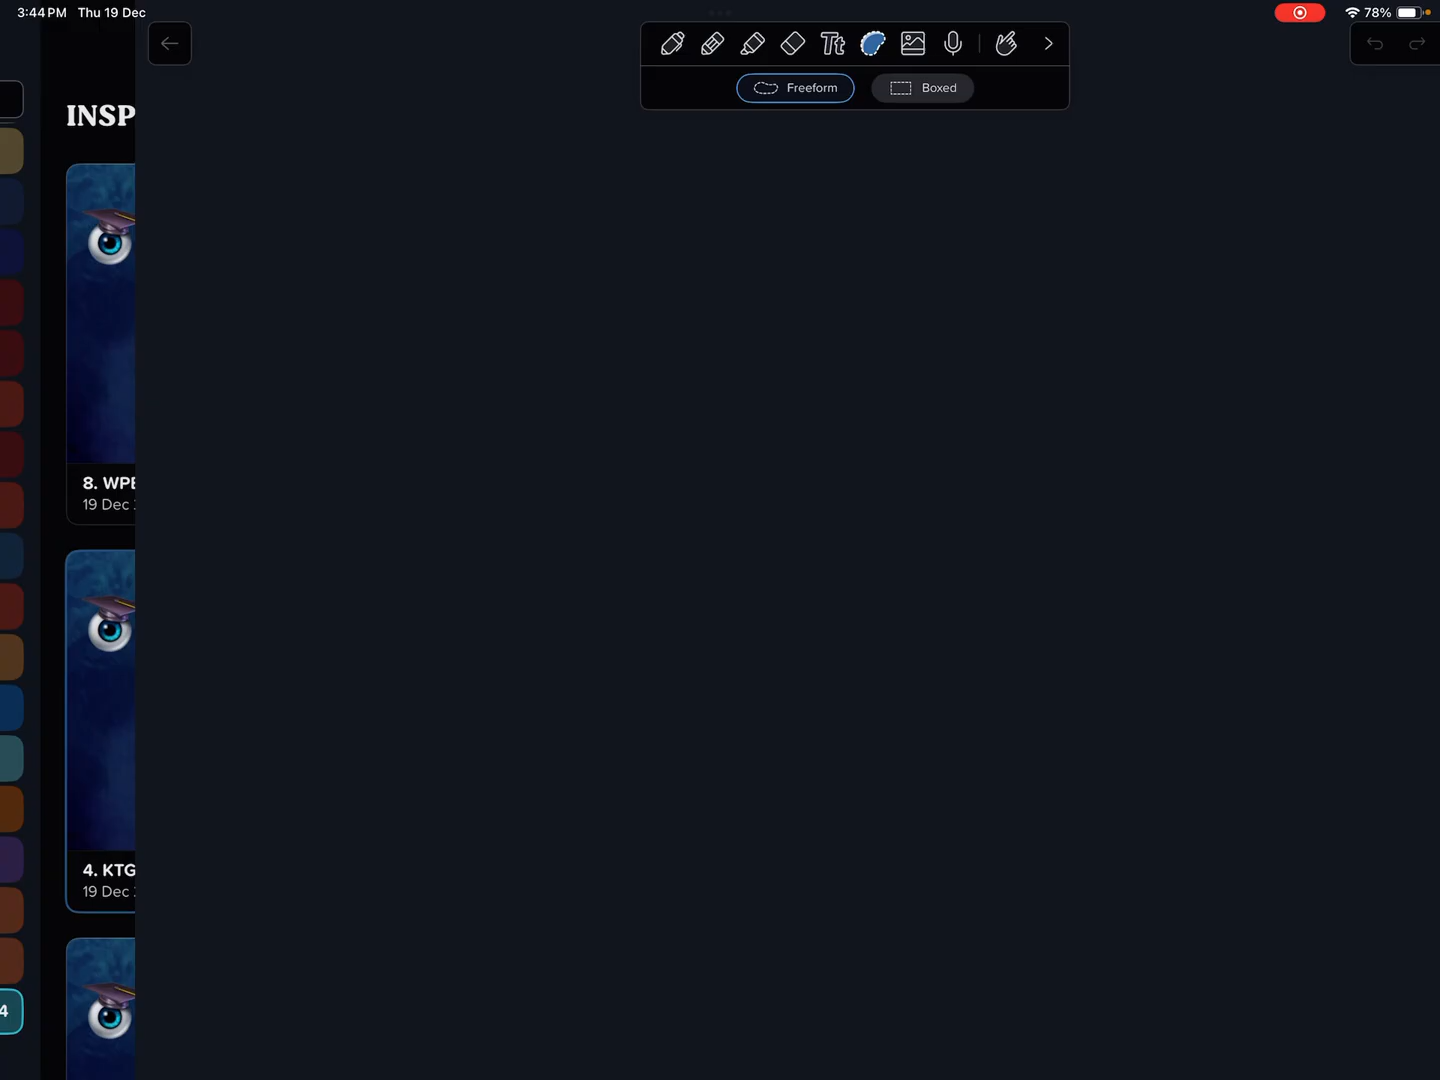 3:44 PM Thu 19 Dec
78%
Tt
Freeform
Boxed
INSP
8. WPE
19 Dec
4. KTG
19 Dec
4